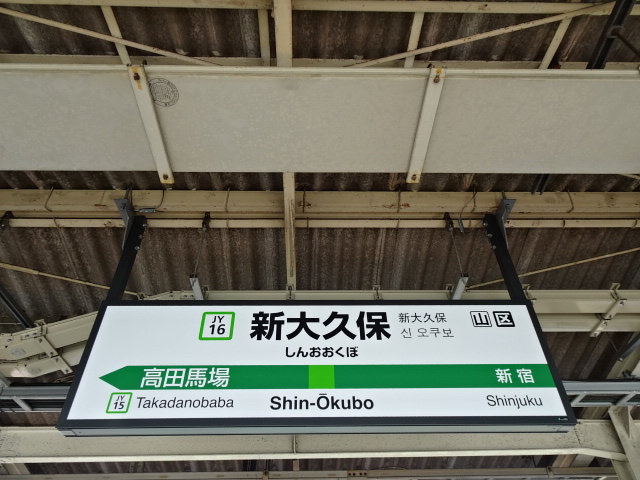 JY
16
新大久保
しんおおくぼ
新大久保
신 오쿠보
山 区
高田馬場
新宿
JY
15
Takadanobaba
Shin-Ōkubo
Shinjuku